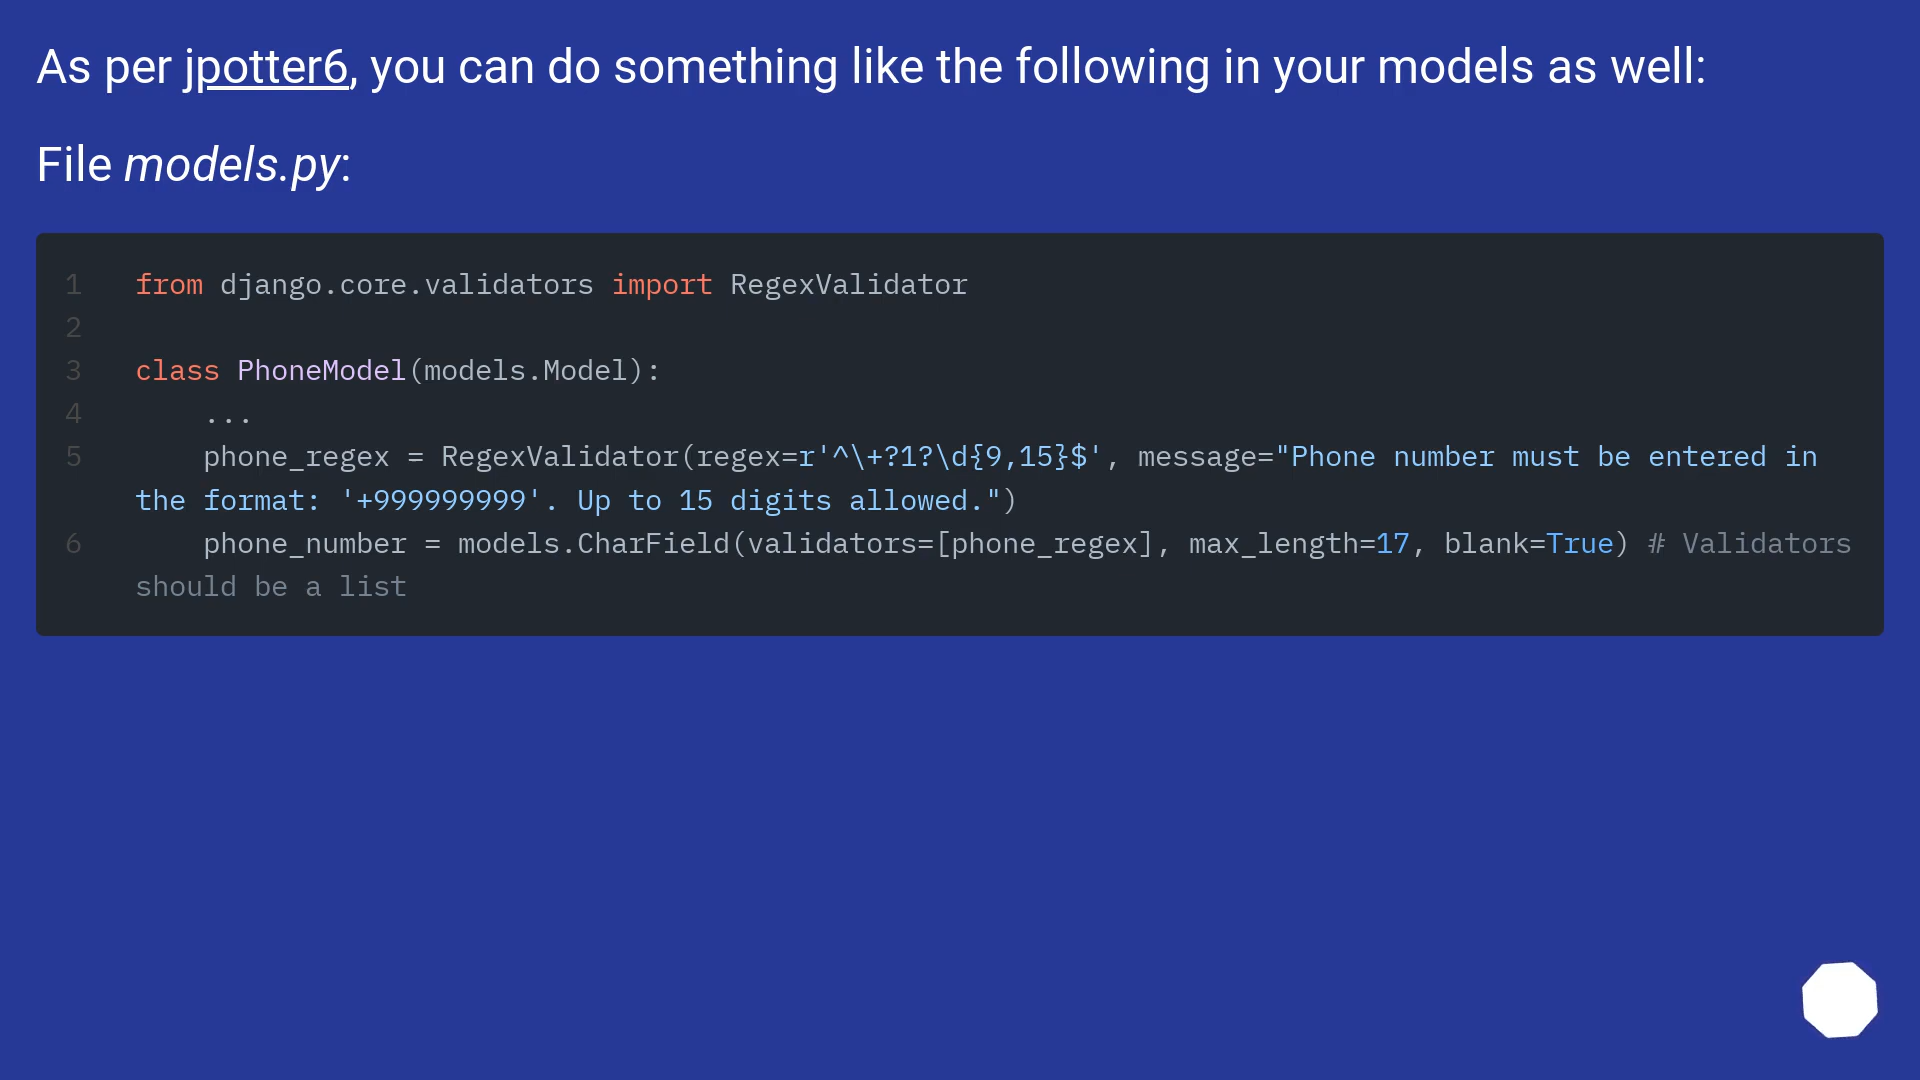 As per jpotter6, you can do something like the following in your models as well:
File models.py:
1 from django.core.validators import RegexValidator
2
3 class PhoneModel(models.Model):
4     ...
5     phone_regex = RegexValidator(regex=r'^\+?1?\d{9,15}$', message="Phone number must be entered in
the format: '+999999999'. Up to 15 digits allowed.")
6     phone_number = models.CharField(validators=[phone_regex], max_length=17, blank=True) # Validators
should be a list